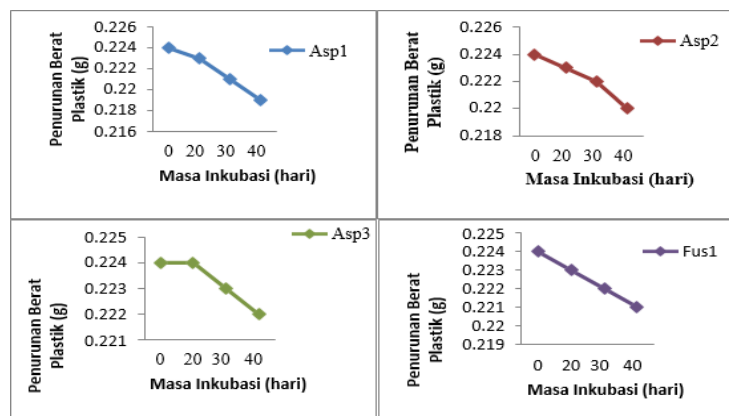 Penurunan Berat
Plastik (g)
0.226
0.224
0.222
0.22
0.218
0.216
Asp1
0 20 30 40
Masa Inkubasi (hari)
Penurunan Berat
Plastik (g)
0.226
0.224
0.222
0.22
0.218
Asp2
0 20 30 40
Masa Inkubasi (hari)
Penurunan Berat
Plastik (g)
0.225
0.224
0.223
0.222
0.221
Asp3
0 20 30 40
Masa Inkubasi (hari)
Penurunan Berat
Plastik (g)
0.225
0.224
0.223
0.222
0.221
0.22
0.219
Fus1
0 20 30 40
Masa Inkubasi (hari)